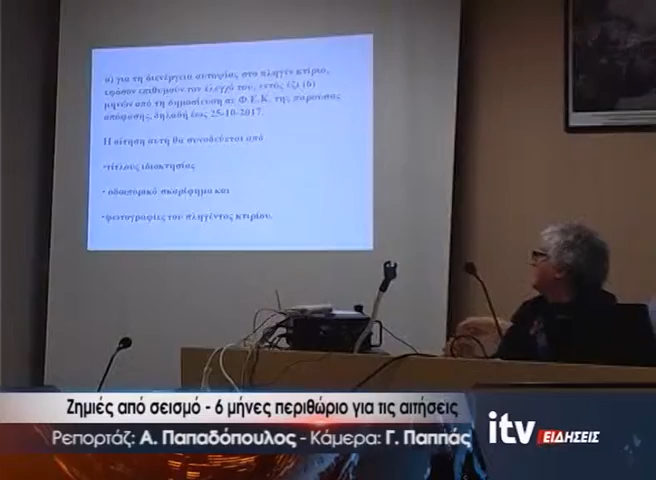 α) για τη διενέργεια αυτοψίας, στο πληγέν κτίριο,
εφόσον επιθυμούν τον έλεγχό του, εντός έξι (6)
μηνών από τη δημοσίευση σε Φ.Ε.Κ. της παρούσας
απόφασης, δηλαδή έως 25-10-2017.
Η αίτηση αυτή θα συνοδεύεται από
•τίτλους ιδιοκτησίας
• οδοιπορικό σκαρίφημα και
•φωτογραφίες του πληγέντος κτιρίου.
Ζημιές από σεισμό - 6 μήνες περιθώριο για τις αιτήσεις
Ρεπορτάζ: Α. Παπαδόπουλος - Κάμερα: Γ. Παππάς
itv ΕΙΔΗΣΕΙΣ